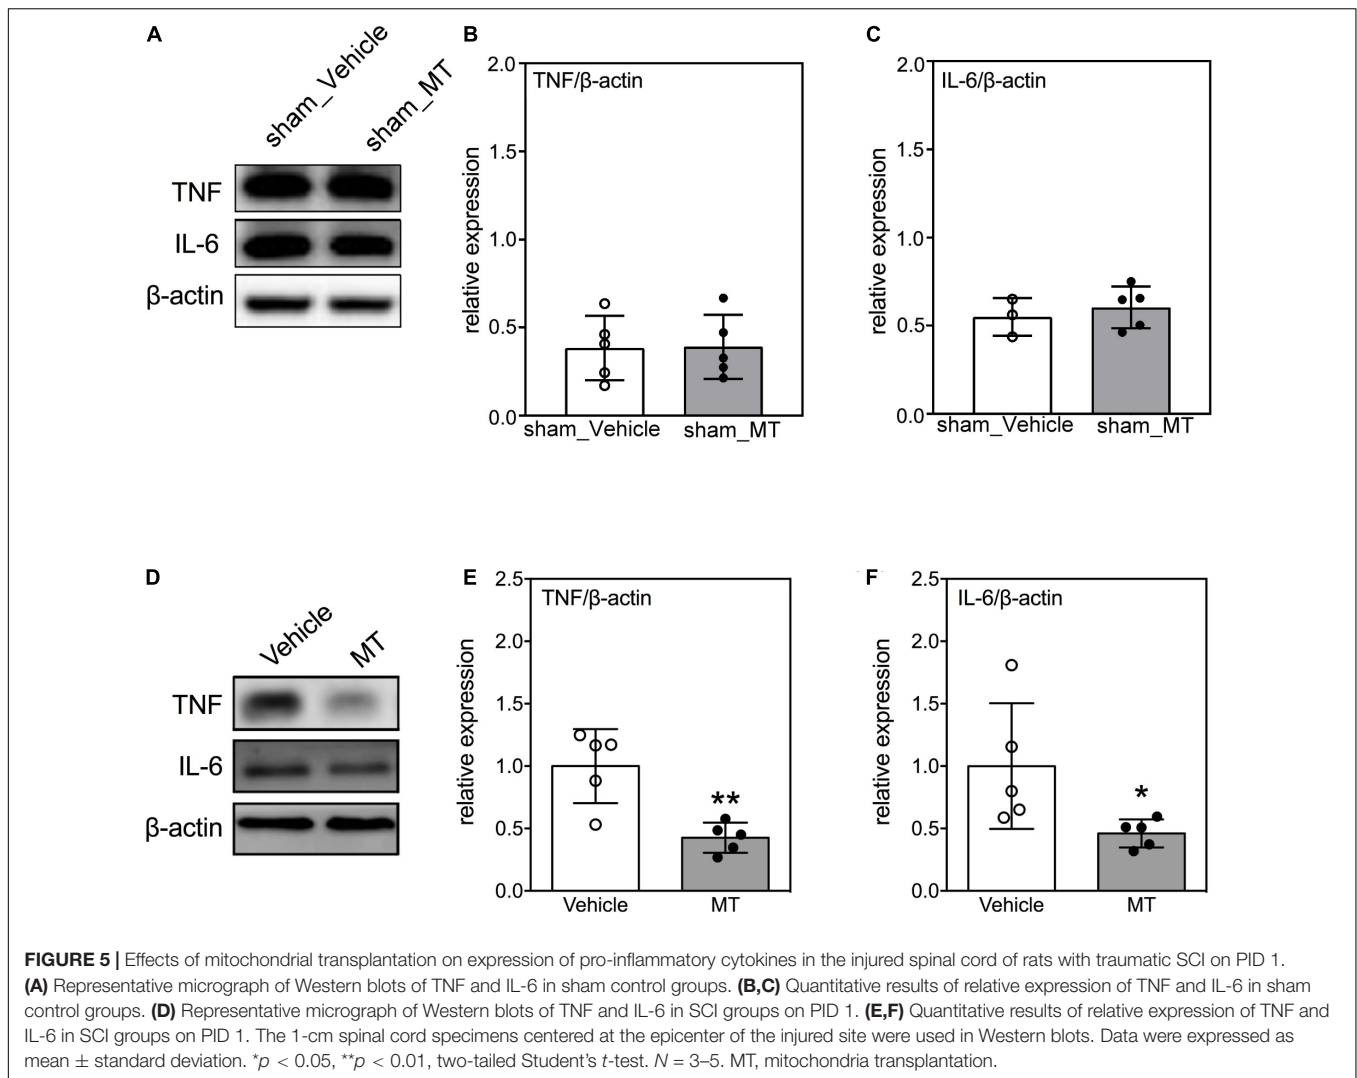 A
sham_Vehicle
sham_MT
TNF
IL-6
β-actin
B
TNF/β-actin
relative expression
2.0
1.5
1.0
0.5
0.0
sham_Vehicle
sham_MT
C
IL-6/β-actin
relative expression
2.0
1.5
1.0
0.5
0.0
sham_Vehicle
sham_MT
D
Vehicle
MT
TNF
IL-6
β-actin
E
TNF/β-actin
relative expression
2.5
2.0
1.5
1.0
0.5
0.0
**
Vehicle
MT
F
IL-6/β-actin
relative expression
2.5
2.0
1.5
1.0
0.5
0.0
*
Vehicle
MT
FIGURE 5 | Effects of mitochondrial transplantation on expression of pro-inflammatory cytokines in the injured spinal cord of rats with traumatic SCI on PID 1.
(A) Representative micrograph of Western blots of TNF and IL-6 in sham control groups. (B,C) Quantitative results of relative expression of TNF and IL-6 in sham
control groups. (D) Representative micrograph of Western blots of TNF and IL-6 in SCI groups on PID 1. (E,F) Quantitative results of relative expression of TNF and
IL-6 in SCI groups on PID 1. The 1-cm spinal cord specimens centered at the epicenter of the injured site were used in Western blots. Data were expressed as
mean ± standard deviation. *p < 0.05, **p < 0.01, two-tailed Student's t-test. N = 3–5. MT, mitochondria transplantation.